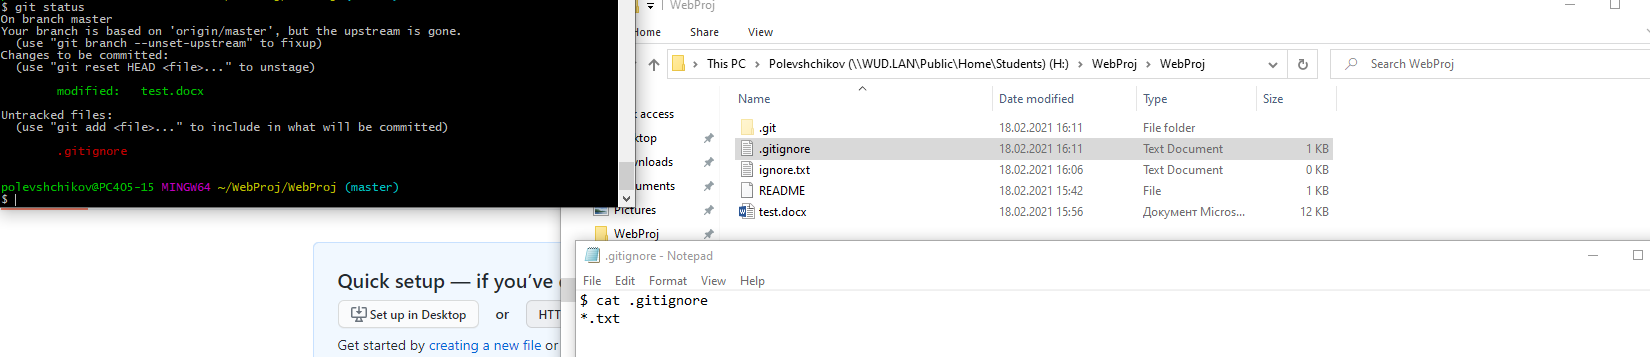 $ git status
On branch master
Your branch is based on 'origin/master', but the upstream is gone.
(use "git branch --unset-upstream" to fixup)
Changes to be committed:
(use "git reset HEAD <file>..." to unstage)
modified: test.docx
Untracked files:
(use "git add <file>..." to include in what will be committed)
.gitignore
polevshchikov@PC405-15 MINGW64 ~/WebProj/WebProj (master)
$
WebProj
Home Share View
This PC > Polevshchikov (\\WUD.LAN\Public\Home\Students) (H:) > WebProj > WebProj
Search WebProj
Name Date modified Type Size
.git 18.02.2021 16:11 File folder
.gitignore 18.02.2021 16:11 Text Document 1 KB
ignore.txt 18.02.2021 16:06 Text Document 0 KB
README 18.02.2021 15:42 File 1 KB
test.docx 18.02.2021 15:56 Документ Micros... 12 KB
access
Pictures
WebProj
.gitignore - Notepad
File Edit Format View Help
$ cat .gitignore
*.txt
Quick setup — if you've
Set up in Desktop or HTT
Get started by creating a new file or